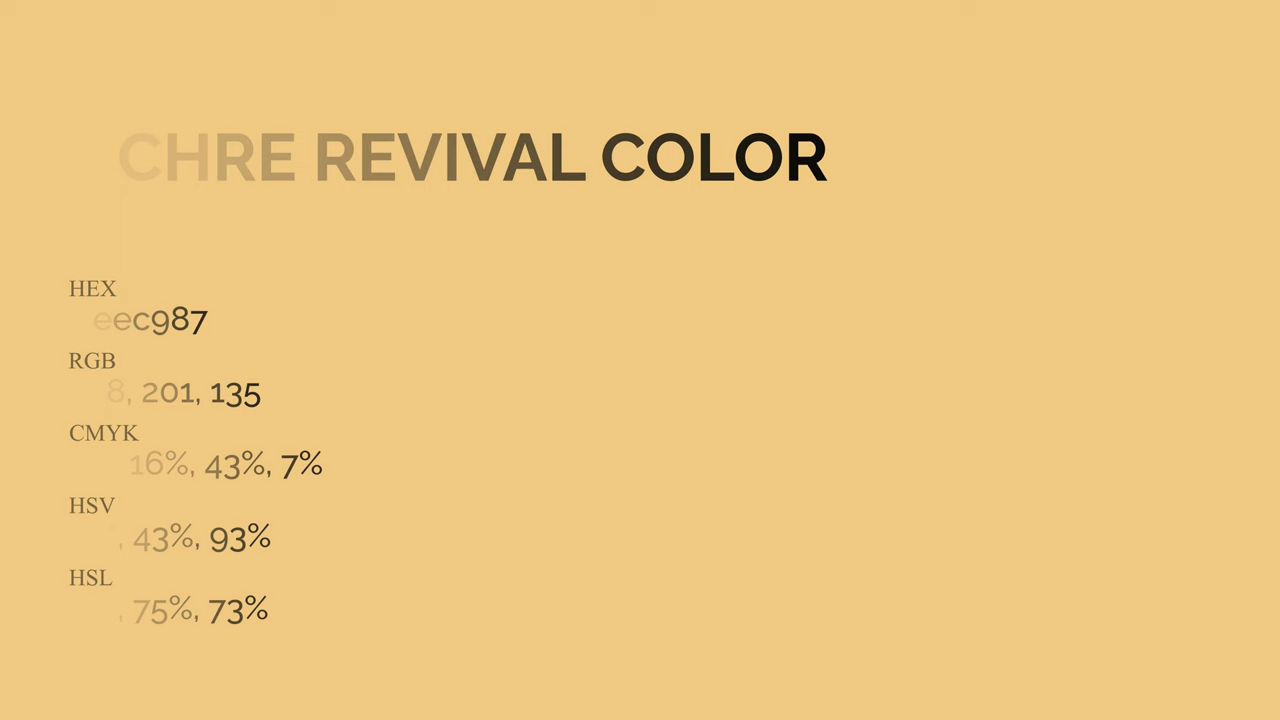 CHRE REVIVAL COLOR
HEX
eec987
RGB
8, 201, 135
CMYK
16%, 43%, 7%
HSV
, 43%, 93%
HSL
, 75%, 73%